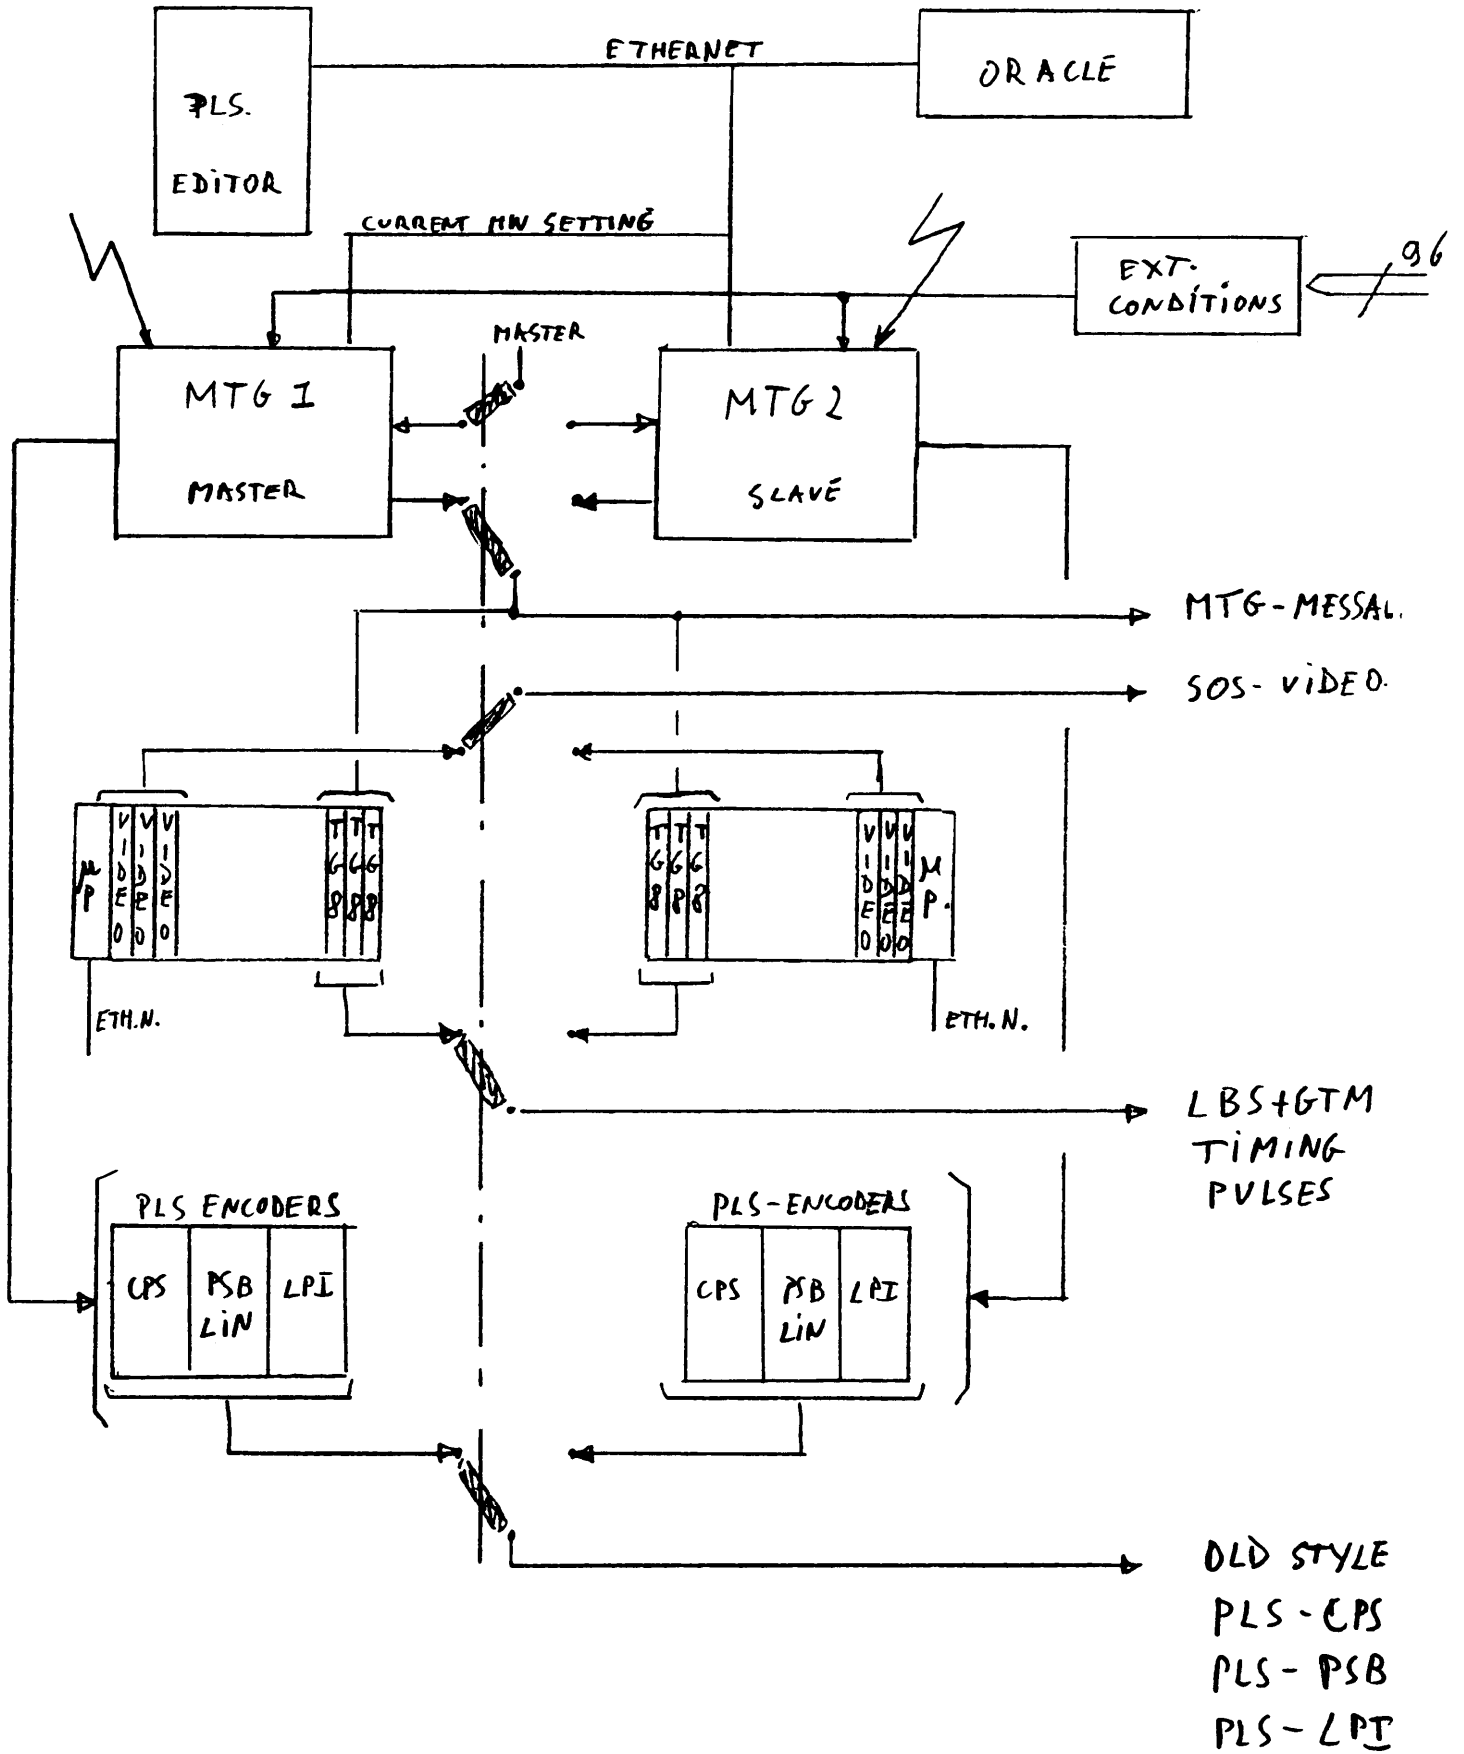 ETHERNET
ORACLE
PLS.
EDITOR
CURRENT HW SETTING
96
EXT.
CONDITIONS
MASTER
MTG 1
MASTER
MTG 2
SLAVE
MTG-MESSAG.
SOS-VIDEO.
μP
VIDEO
VIDEO
VIDEO
TG8
TG8
TG8
TG8
TG8
TG8
VIDEO
VIDEO
VIDEO
μP.
ETH.N.
ETH.N.
LBS+GTM
TIMING
PULSES
PLS ENCODERS
PLS-ENCODERS
CPS
PSB
LIN
LPI
CPS
PSB
LIN
LPI
OLD STYLE
PLS-CPS
PLS-PSB
PLS-LPI